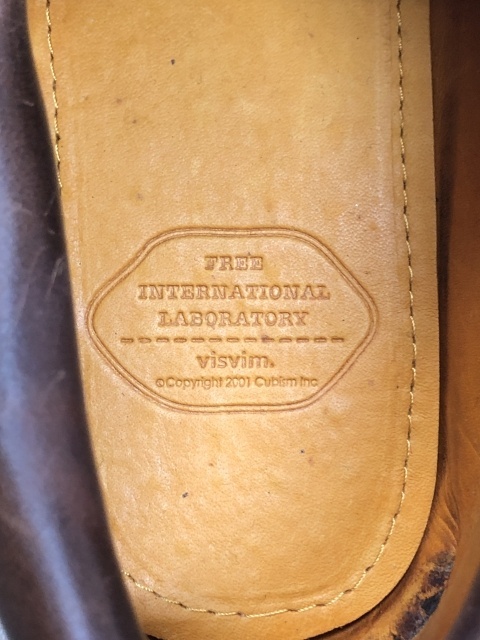 FREE
INTERNATIONAL
LABORATORY
visvim.
©Copyright 2001 Cubism Inc